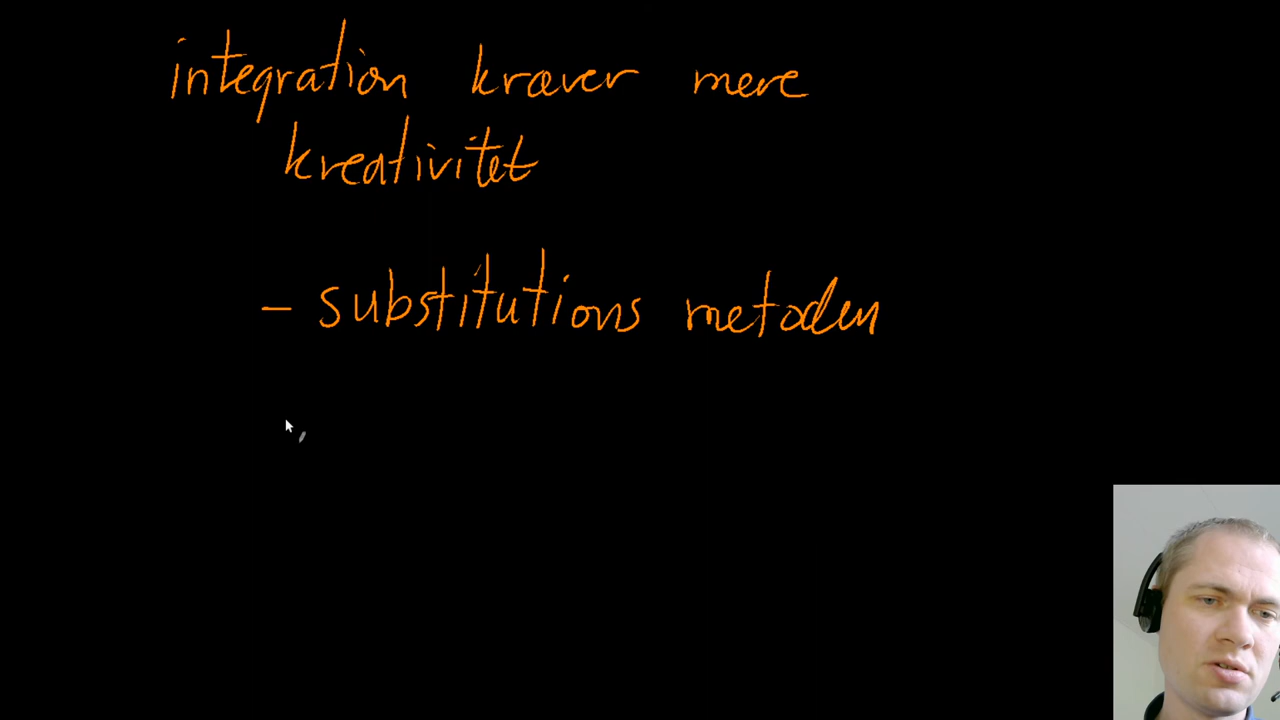 integration kræver mere
kreativitet
- substitutions metoden